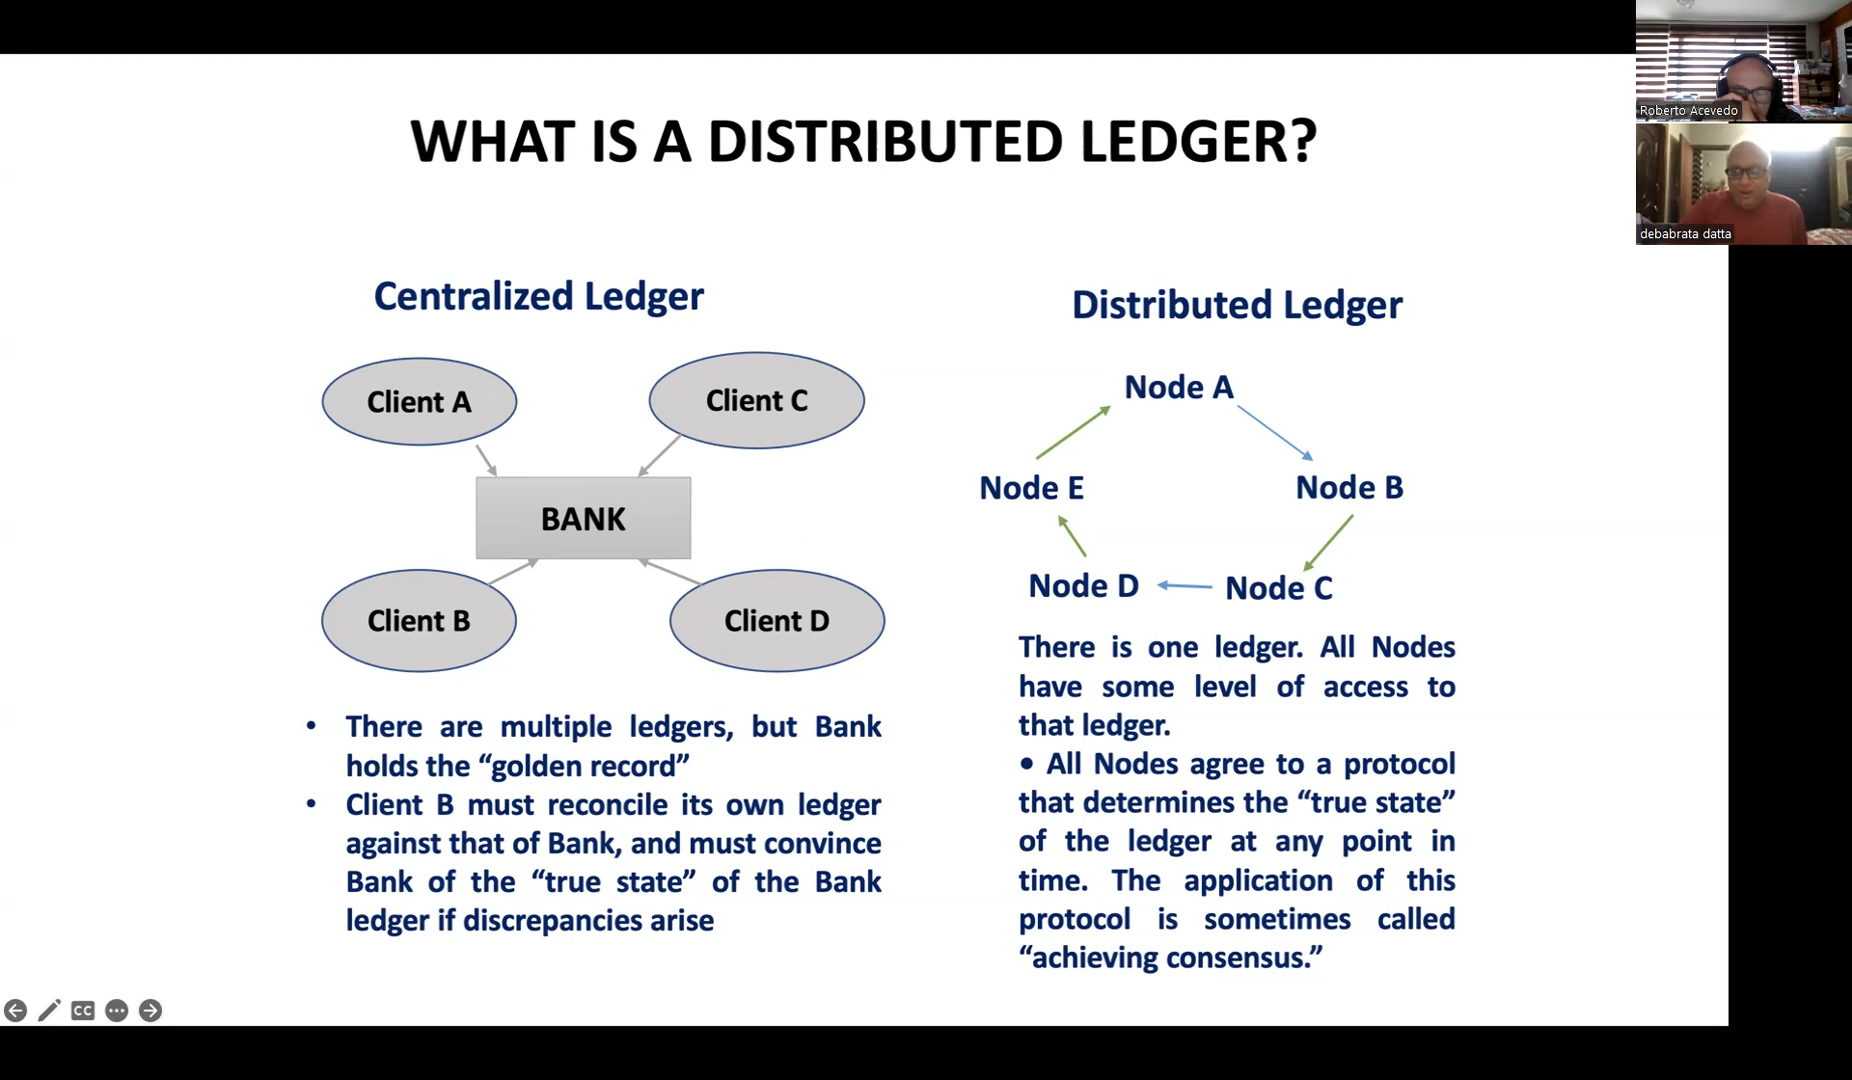 WHAT IS A DISTRIBUTED LEDGER?
Roberto Acevedo
debabrata datta
Centralized Ledger
Client A
Client C
BANK
Client B
Client D
• There are multiple ledgers, but Bank
holds the “golden record”
• Client B must reconcile its own ledger
against that of Bank, and must convince
Bank of the “true state” of the Bank
ledger if discrepancies arise
Distributed Ledger
Node A
Node E
Node B
Node D
Node C
There is one ledger. All Nodes
have some level of access to
that ledger.
• All Nodes agree to a protocol
that determines the “true state”
of the ledger at any point in
time. The application of this
protocol is sometimes called
“achieving consensus.”
CC